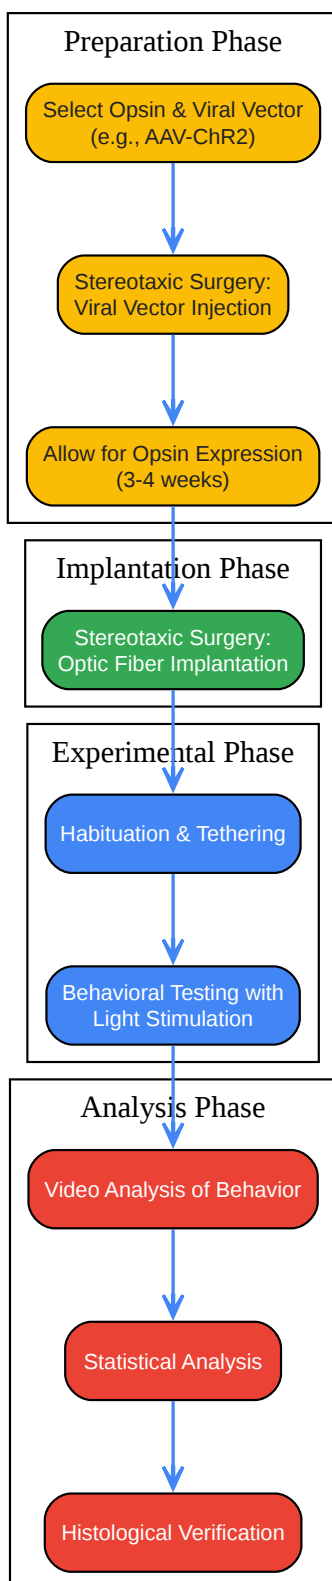 Preparation Phase
Select Opsin & Viral Vector
(e.g., AAV-ChR2)
Stereotaxic Surgery:
Viral Vector Injection
Allow for Opsin Expression
(3-4 weeks)
Implantation Phase
Stereotaxic Surgery:
Optic Fiber Implantation
Experimental Phase
Habituation & Tethering
Behavioral Testing with
Light Stimulation
Analysis Phase
Video Analysis of Behavior
Statistical Analysis
Histological Verification